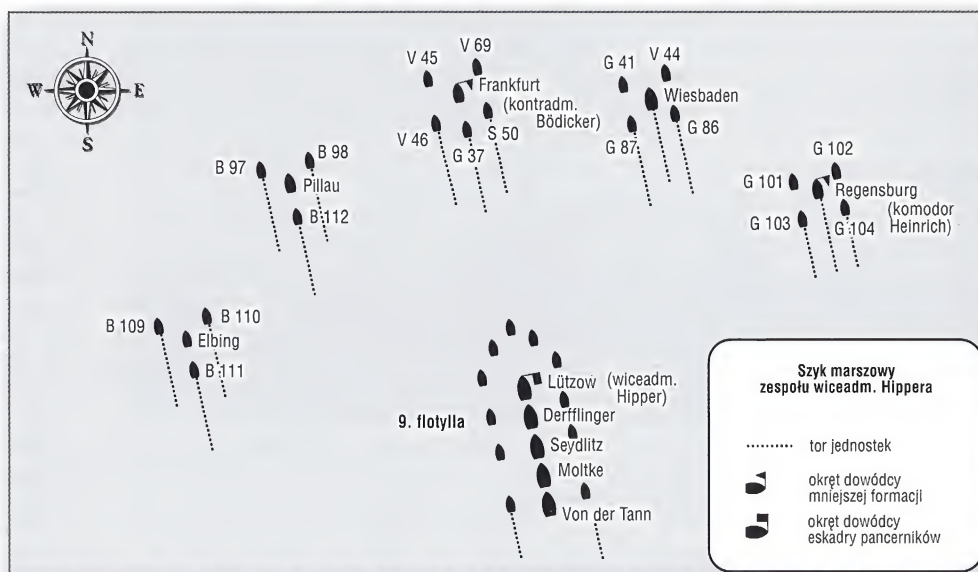 N
W
E
S
V 45
V 69
Frankfurt
(kontradm.
Bödicker)
V 46
G 37
S 50
G 41
V 44
Wiesbaden
G 87
G 86
B 97
B 98
Pillau
B 112
G 102
G 101
Regensburg
(komodor
Heinrich)
G 103
G 104
B 109
B 110
Elbing
B 111
9. flotylla
Lützow (wiceadm.
Hipper)
Derfflinger
Seydlitz
Moltke
Von der Tann
Szyk marszowy
zespołu wiceadm. Hippera
tor jednostek
okręt dowódcy
mniejszej formacji
okręt dowódcy
eskadry pancerników